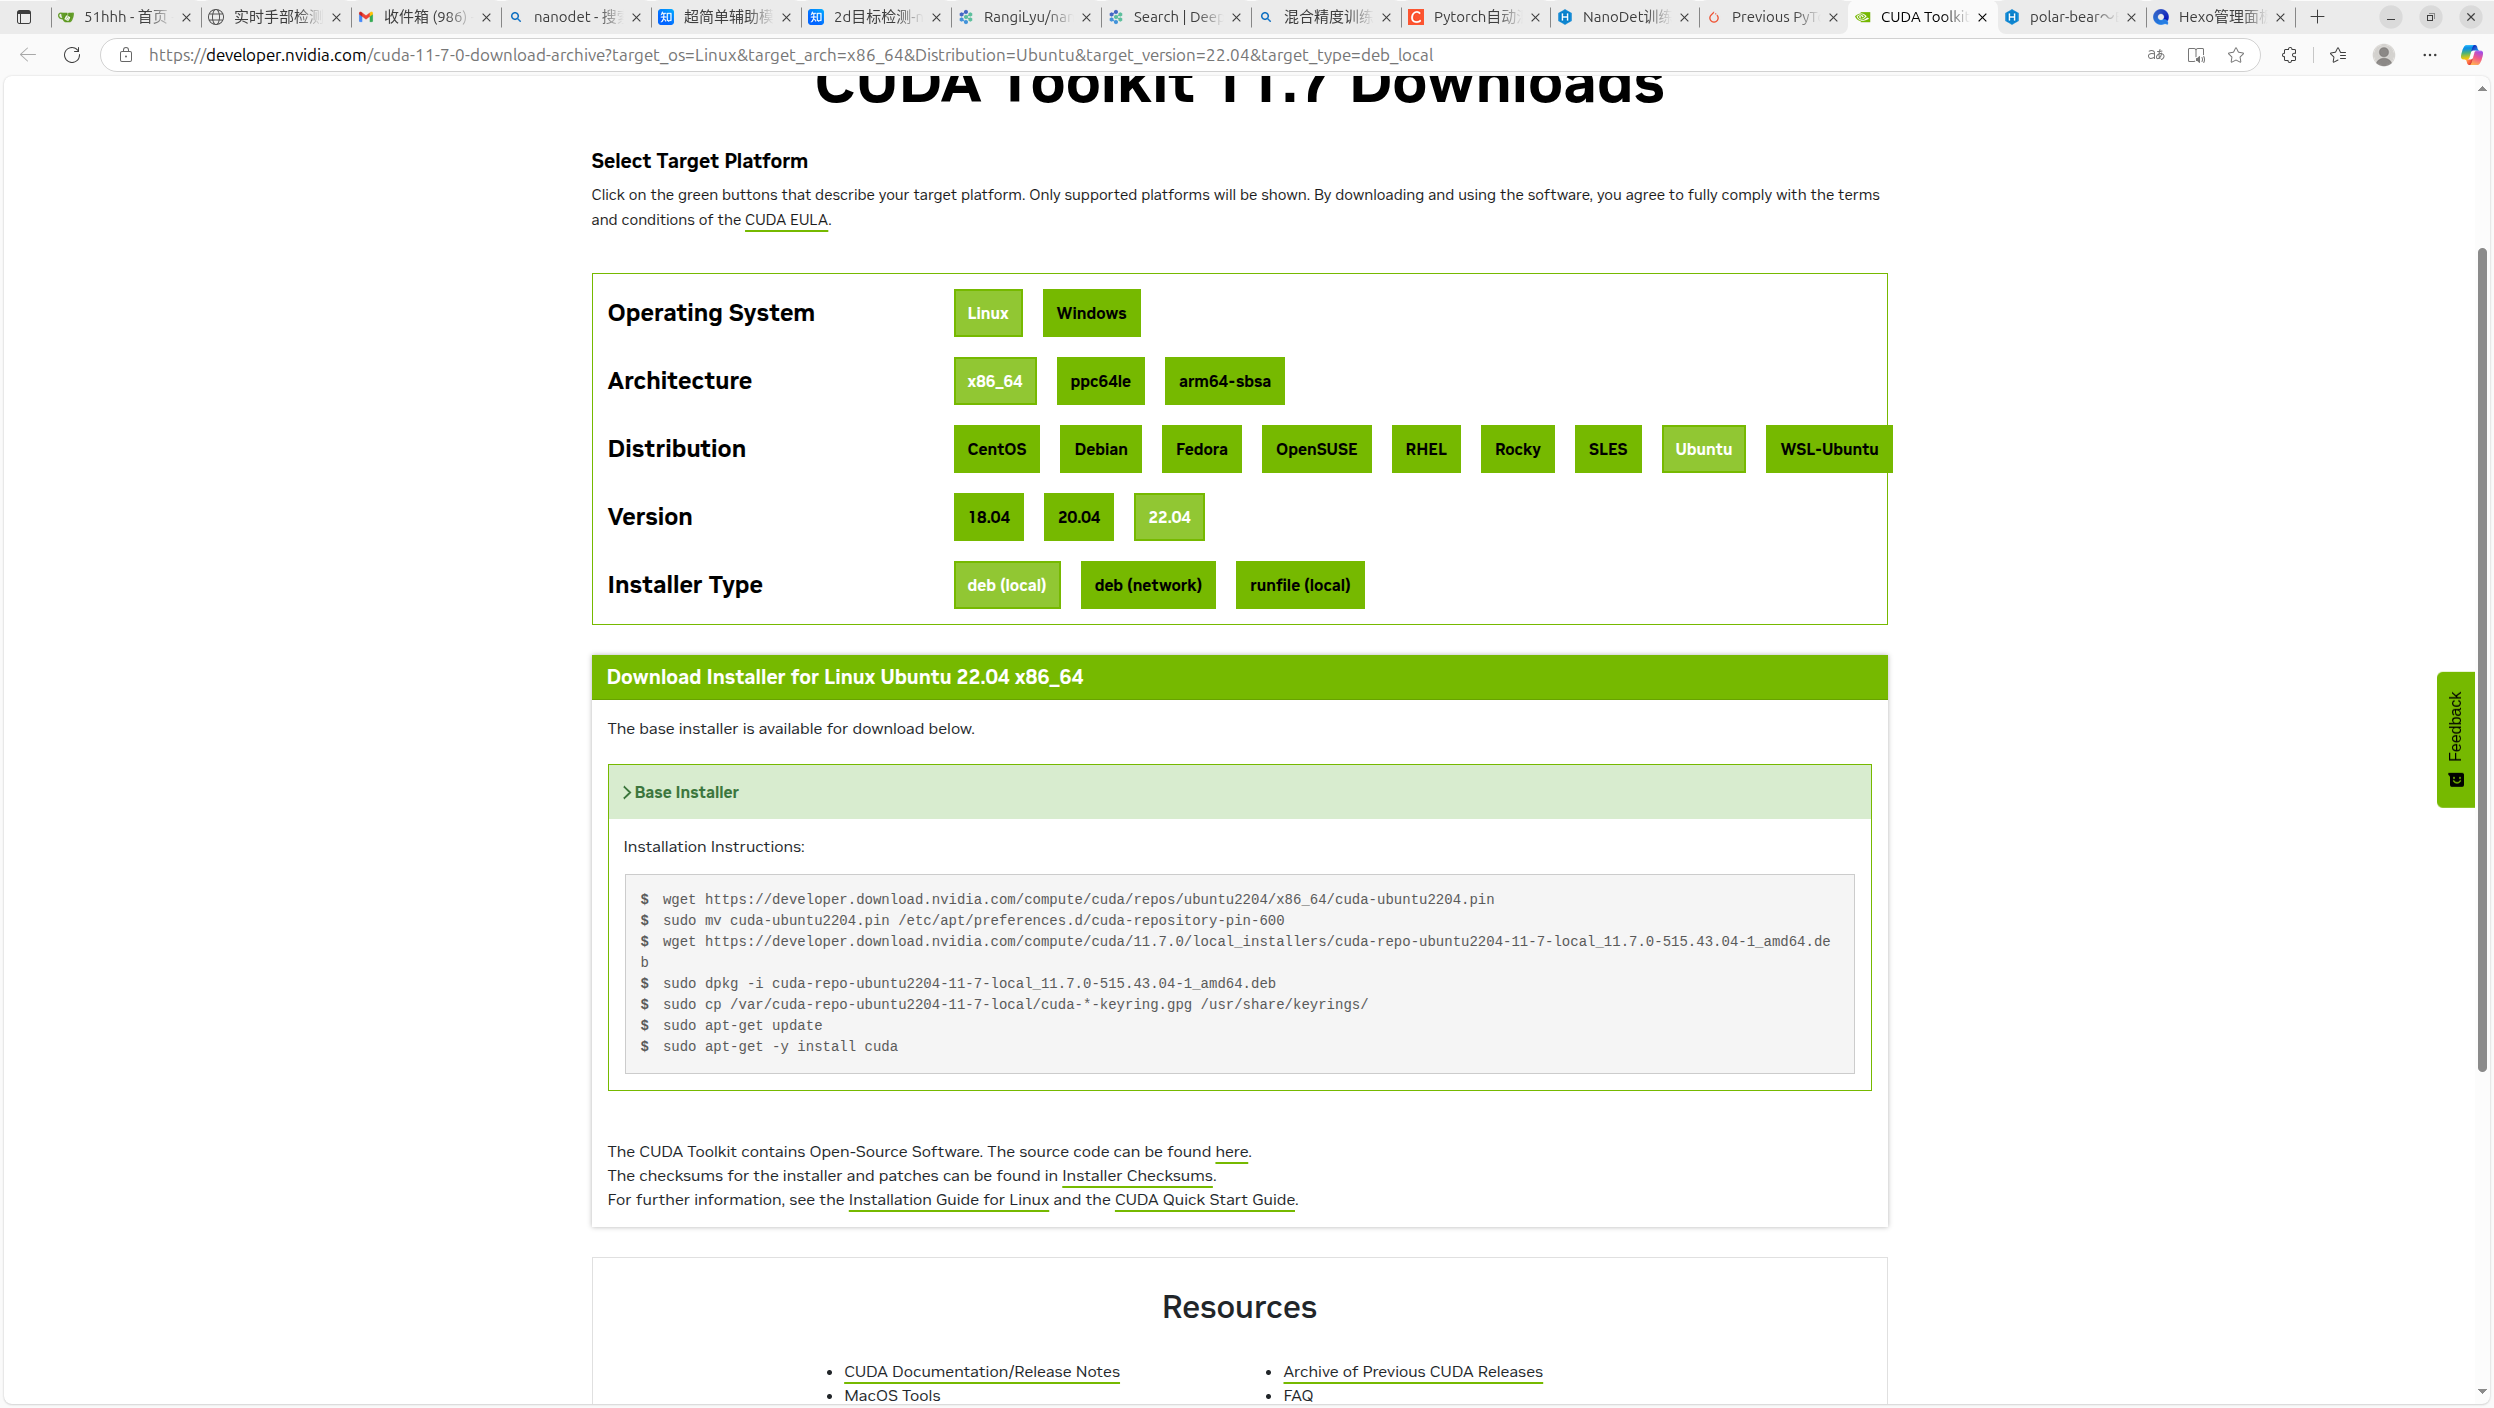 51hhh - 首页
实时手部检测
收件箱 (986)
nanodet - 搜
超简单辅助模
2d目标检测-
RangiLyu/nan
Search | Deep
混合精度训练
Pytorch自动
NanoDet训练
Previous PyT
CUDA Toolkit
polar-bear~
Hexo管理面板
https://developer.nvidia.com/cuda-11-7-0-download-archive?target_os=Linux&target_arch=x86_64&Distribution=Ubuntu&target_version=22.04&target_type=deb_local
CUDA Toolkit 11.7 Downloads
Select Target Platform
Click on the green buttons that describe your target platform. Only supported platforms will be shown. By downloading and using the software, you agree to fully comply with the terms
and conditions of the CUDA EULA.
Operating System Linux Windows
Architecture x86_64 ppc64le arm64-sbsa
Distribution CentOS Debian Fedora OpenSUSE RHEL Rocky SLES Ubuntu WSL-Ubuntu
Version 18.04 20.04 22.04
Installer Type deb (local) deb (network) runfile (local)
Download Installer for Linux Ubuntu 22.04 x86_64
The base installer is available for download below.
Base Installer
Installation Instructions:
$ wget https://developer.download.nvidia.com/compute/cuda/repos/ubuntu2204/x86_64/cuda-ubuntu2204.pin
$ sudo mv cuda-ubuntu2204.pin /etc/apt/preferences.d/cuda-repository-pin-600
$ wget https://developer.download.nvidia.com/compute/cuda/11.7.0/local_installers/cuda-repo-ubuntu2204-11-7-local_11.7.0-515.43.04-1_amd64.de
b
$ sudo dpkg -i cuda-repo-ubuntu2204-11-7-local_11.7.0-515.43.04-1_amd64.deb
$ sudo cp /var/cuda-repo-ubuntu2204-11-7-local/cuda-*-keyring.gpg /usr/share/keyrings/
$ sudo apt-get update
$ sudo apt-get -y install cuda
The CUDA Toolkit contains Open-Source Software. The source code can be found here.
The checksums for the installer and patches can be found in Installer Checksums.
For further information, see the Installation Guide for Linux and the CUDA Quick Start Guide.
Feedback
Resources
CUDA Documentation/Release Notes
MacOS Tools
Archive of Previous CUDA Releases
FAQ